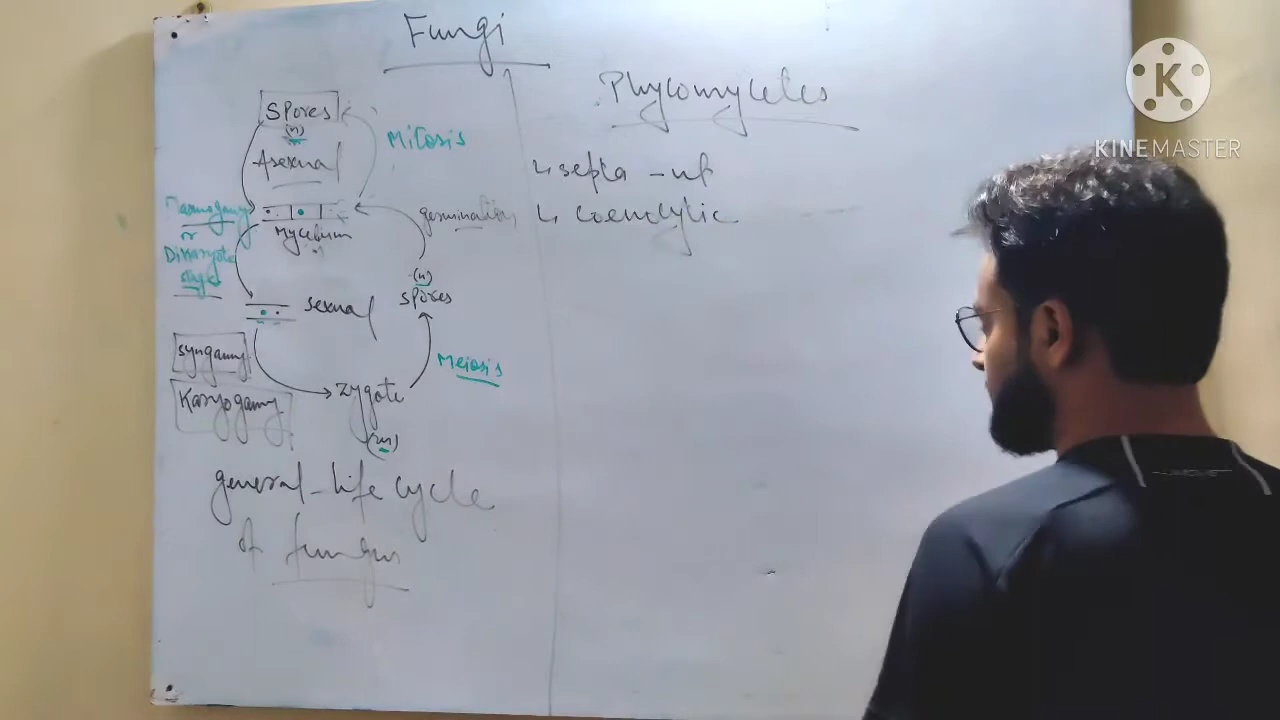 Fungi
Spores
(n)
Asexual
Mitosis
Plasmogamy
or
Dikaryotic
stage
Mycelium
germination
(n)
spores
sexual
syngamy
Karyogamy
Zygote
(2n)
Meiosis
general-life cycle
of fungus
Phycomycetes
↳ septa -
↳ coenoytic
KINEMASTER